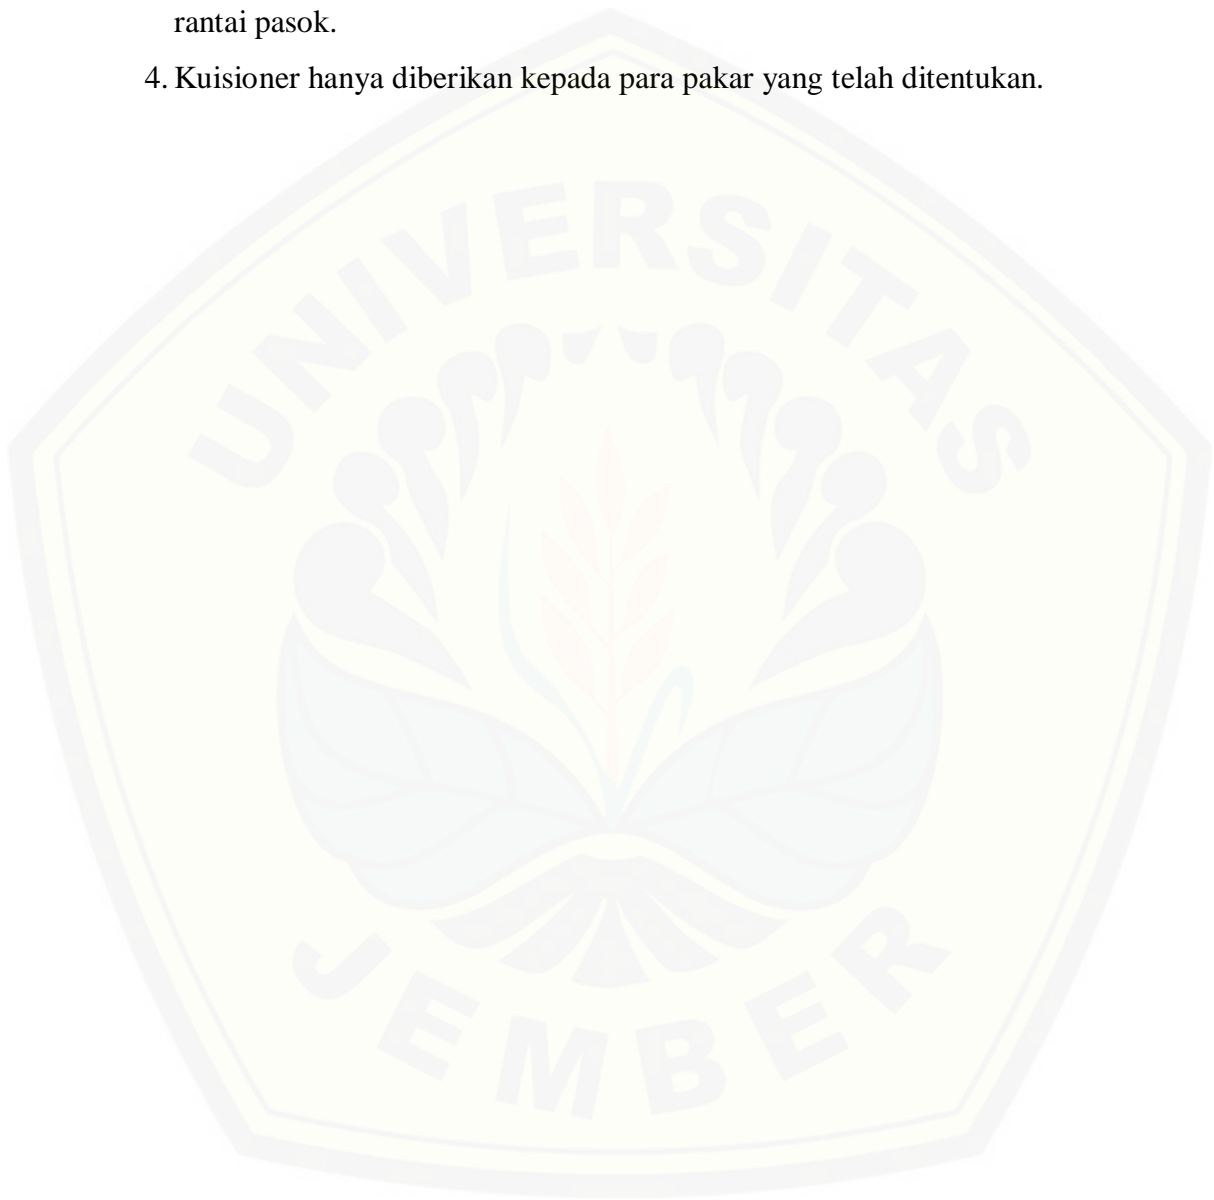 rantai pasok.
4. Kuisioner hanya diberikan kepada para pakar yang telah ditentukan.
UNIVERSITAS
JEMBER